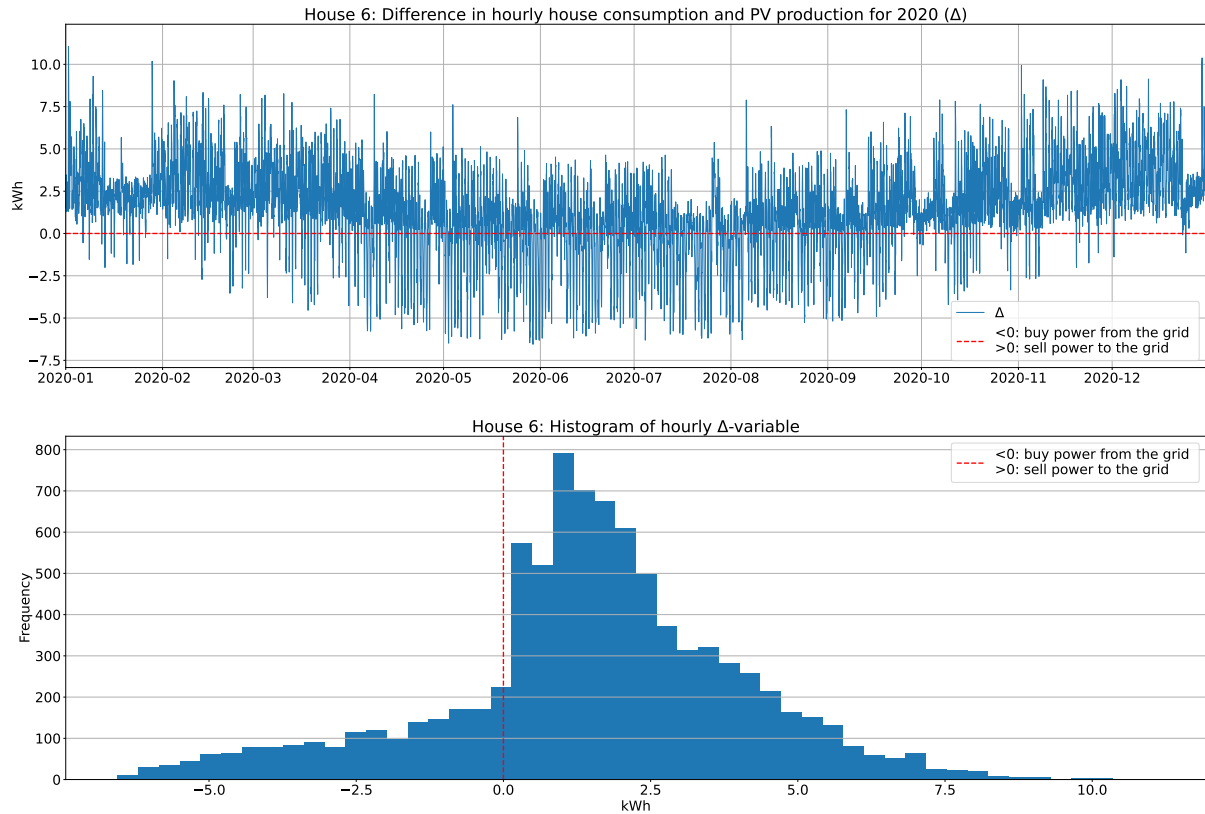 House 6: Difference in hourly house consumption and PV production for 2020 (Δ)
10.0
7.5
5.0
2.5
0.0
−2.5
−5.0
−7.5
kWh
2020-01 2020-02 2020-03 2020-04 2020-05 2020-06 2020-07 2020-08 2020-09 2020-10 2020-11 2020-12
Δ
<0: buy power from the grid
>0: sell power to the grid
House 6: Histogram of hourly Δ-variable
800
700
600
500
400
300
200
100
0
Frequency
<0: buy power from the grid
>0: sell power to the grid
−5.0 −2.5 0.0 2.5 5.0 7.5 10.0
kWh